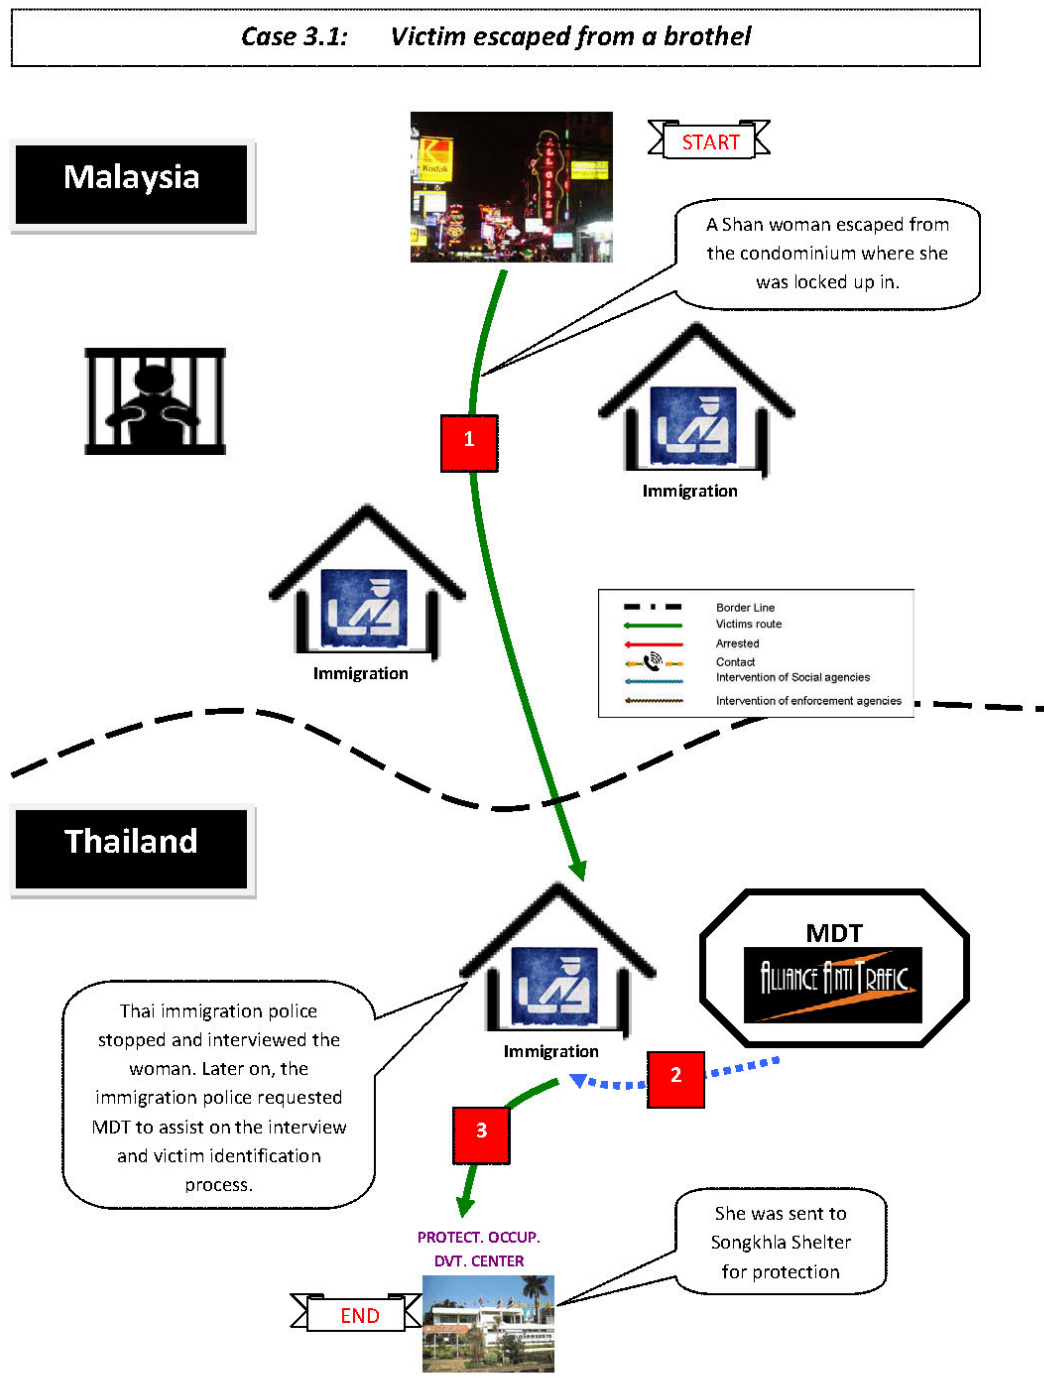 Case 3.1: Victim escaped from a brothel
START
Malaysia
Kodak
ALL GIRLS
A Shan woman escaped from
the condominium where she
was locked up in.
1
Immigration
Immigration
Border Line
Victims route
Arrested
Contact
Intervention of Social agencies
Intervention of enforcement agencies
Thailand
MDT
ALLIANCE ANTI TRAFIC
Thai immigration police
stopped and interviewed the
woman. Later on, the
immigration police requested
MDT to assist on the interview
and victim identification
process.
Immigration
2
3
PROTECT. OCCUP.
DVT. CENTER
She was sent to
Songkhla Shelter
for protection
END